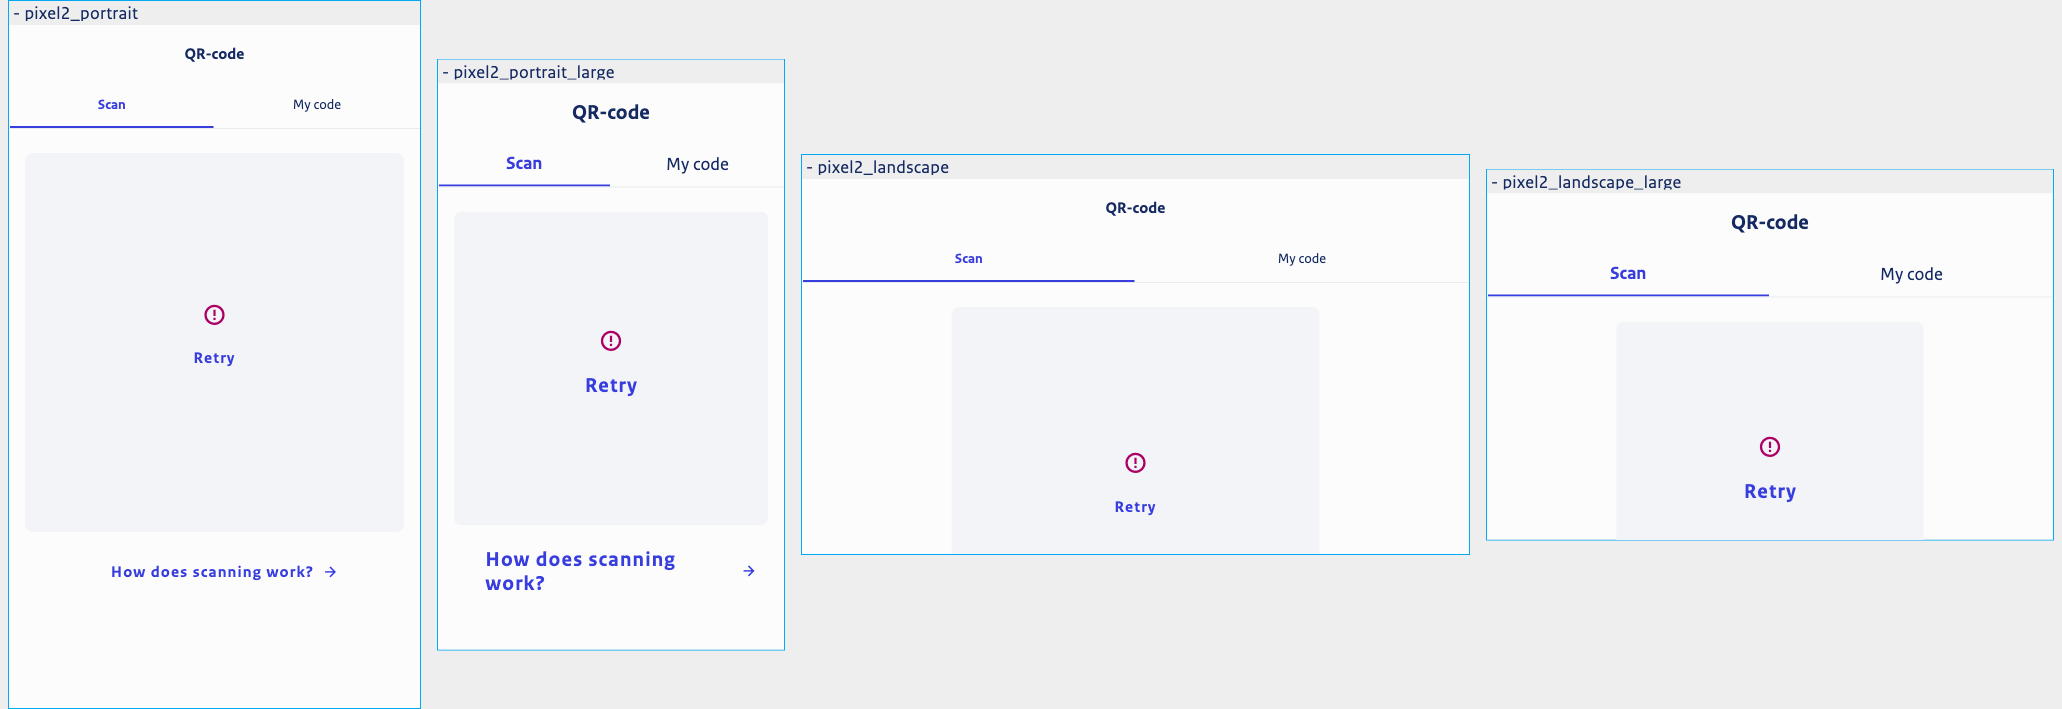 - pixel2_portrait
QR-code
Scan
My code
Retry
How does scanning work?
- pixel2_portrait_large
QR-code
Scan
My code
Retry
How does scanning
work?
- pixel2_landscape
QR-code
Scan
My code
Retry
- pixel2_landscape_large
QR-code
Scan
My code
Retry